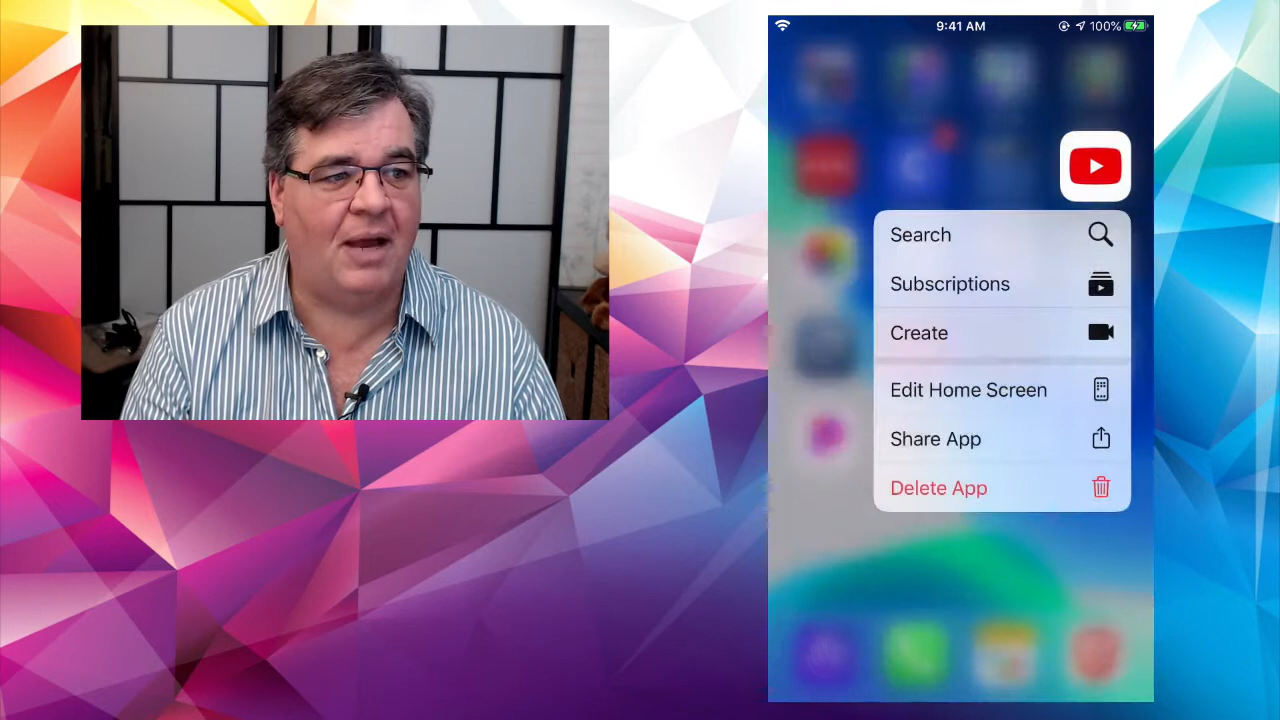 9:41 AM
100%
Search
Subscriptions
Create
Edit Home Screen
Share App
Delete App